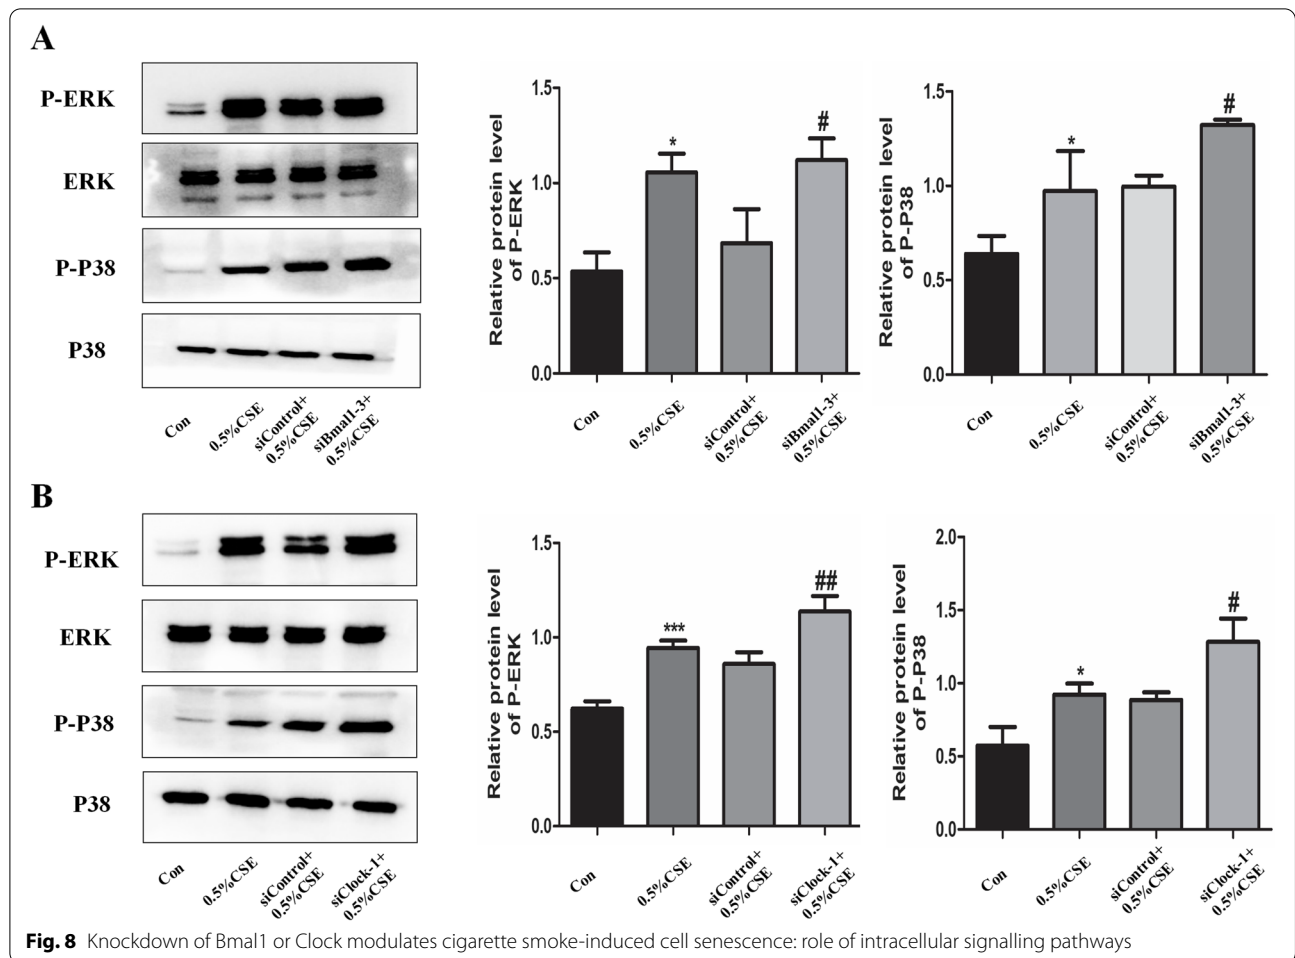 A
P-ERK
ERK
P-P38
P38
Con
0.5%CSE
siControl+
0.5%CSE
siBmal1-3+
0.5%CSE
Relative protein level
of P-ERK
1.5
1.0
0.5
0.0
*
#
Con
0.5%CSE
siControl+
0.5%CSE
siBmal1-3+
0.5%CSE
Relative protein level
of P-P38
1.5
1.0
0.5
0.0
*
#
Con
0.5%CSE
siControl+
0.5%CSE
siBmal1-3+
0.5%CSE
B
P-ERK
ERK
P-P38
P38
Con
0.5%CSE
siControl+
0.5%CSE
siClock-1+
0.5%CSE
Relative protein level
of P-ERK
1.5
1.0
0.5
0.0
***
##
Con
0.5%CSE
siControl+
0.5%CSE
siClock-1+
0.5%CSE
Relative protein level
of P-P38
2.0
1.5
1.0
0.5
0.0
*
#
Con
0.5%CSE
siControl+
0.5%CSE
siClock-1+
0.5%CSE
Fig. 8 Knockdown of Bmal1 or Clock modulates cigarette smoke-induced cell senescence: role of intracellular signalling pathways